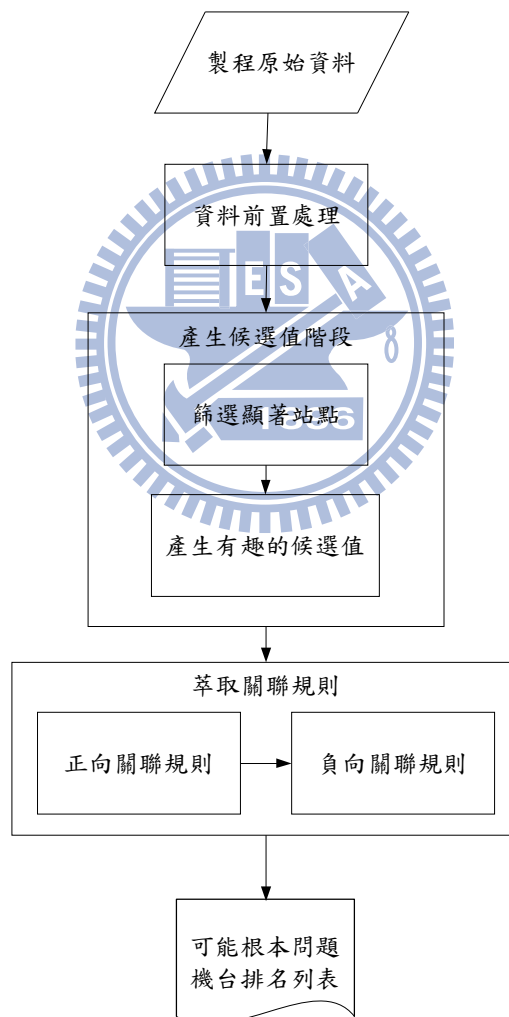 製程原始資料
資料前置處理
E S A
產生候選值階段
篩選顯著站點
1896
產生有趣的候選值
萃取關聯規則
正向關聯規則
負向關聯規則
可能根本問題
機台排名列表